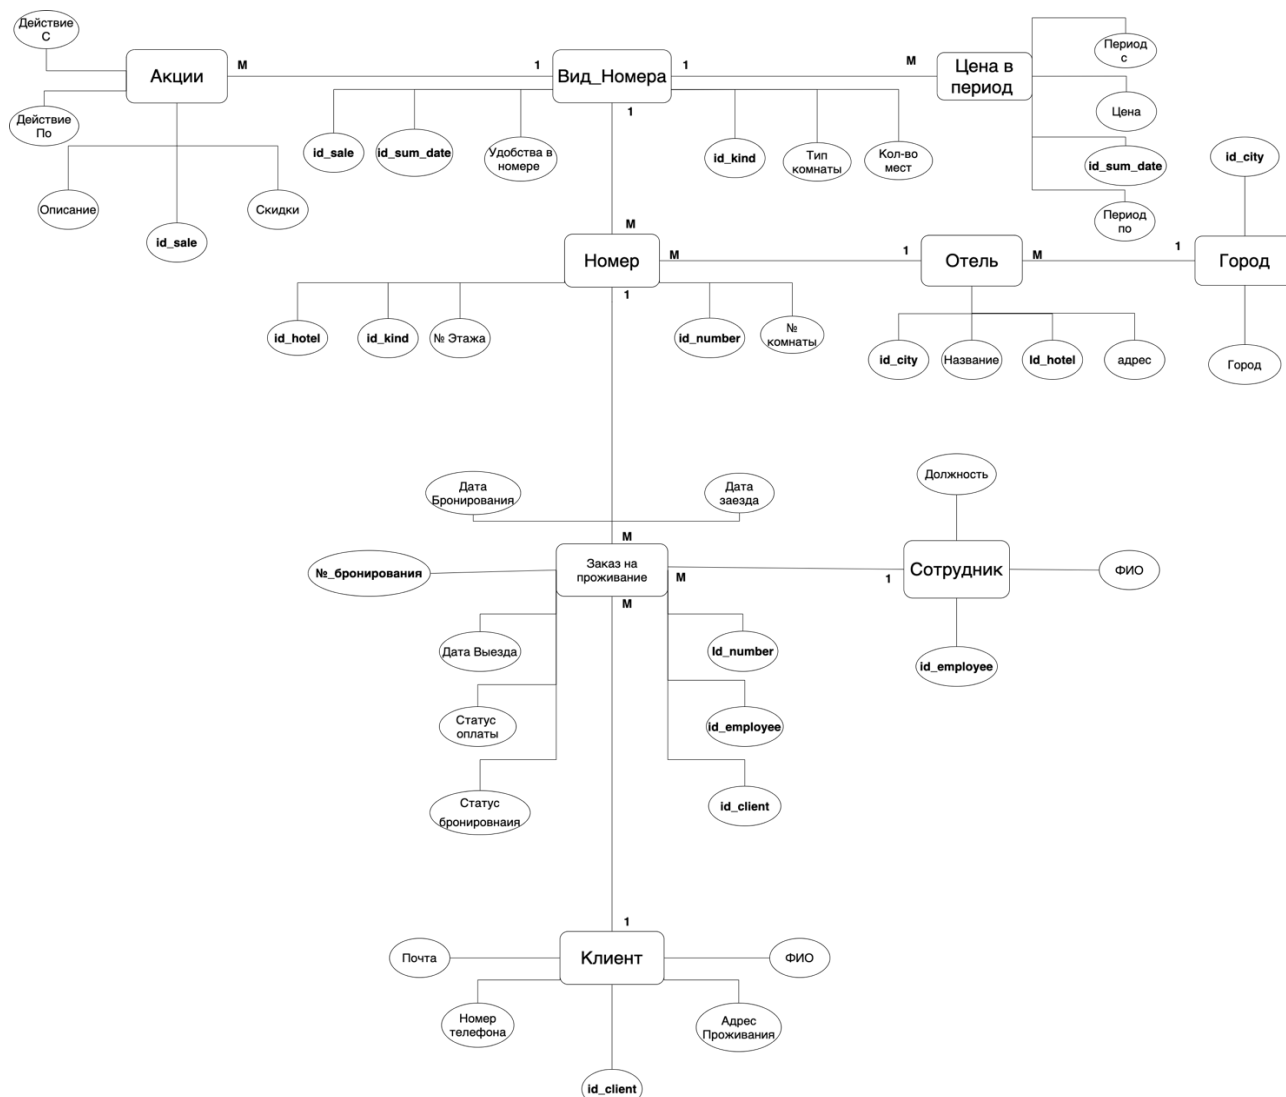 Действие
С
Акции
М
1
Вид_Номера
1
М
Цена в
период
Период
с
Действие
По
Цена
id_sale
id_sum_date
Удобства в
номере
id_kind
Тип
комнаты
Кол-во
мест
id_sum_date
id_city
1
Описание
Скидки
id_sale
Период
по
М
Номер
М
1
Отель
М
1
Город
1
id_hotel
id_kind
№ Этажа
id_number
№
комнаты
id_city
Название
Id_hotel
адрес
Город
Дата
Бронирования
Дата
заезда
Должность
М
№_бронирования
Заказ на
проживание
М
М
1
Сотрудник
ФИО
Дата Выезда
Id_number
id_employee
Статус
оплаты
id_employee
Статус
бронировнаия
id_client
1
Почта
Клиент
ФИО
Номер
телефона
Адрес
Проживания
id_client